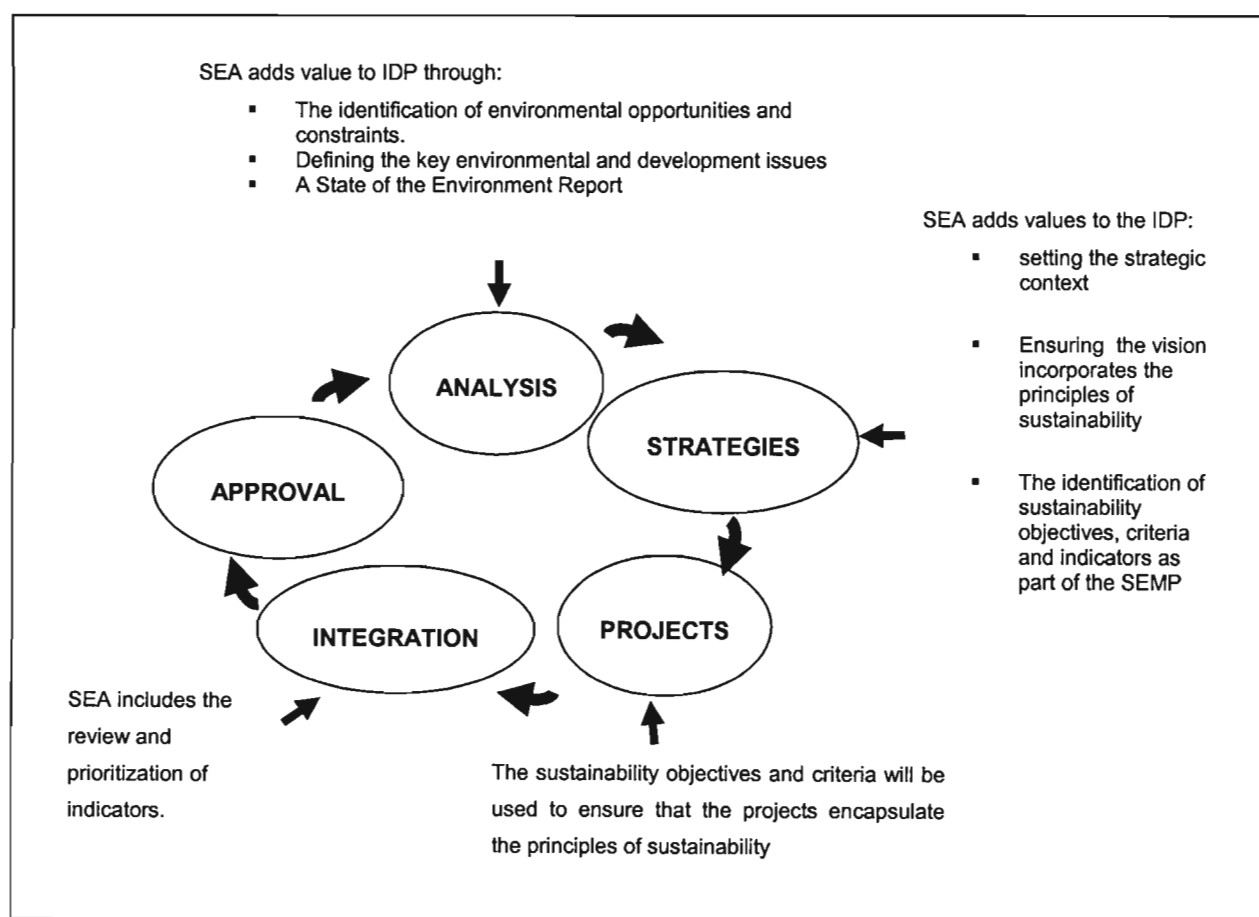 SEA adds value to IDP through:
▪ The identification of environmental opportunities and
constraints.
▪ Defining the key environmental and development issues
▪ A State of the Environment Report
SEA adds values to the IDP:
▪ setting the strategic
context
▪ Ensuring the vision
incorporates the
principles of
sustainability
▪ The identification of
sustainability
objectives, criteria
and indicators as
part of the SEMP
ANALYSIS
STRATEGIES
APPROVAL
PROJECTS
INTEGRATION
SEA includes the
review and
prioritization of
indicators.
The sustainability objectives and criteria will be
used to ensure that the projects encapsulate
the principles of sustainability